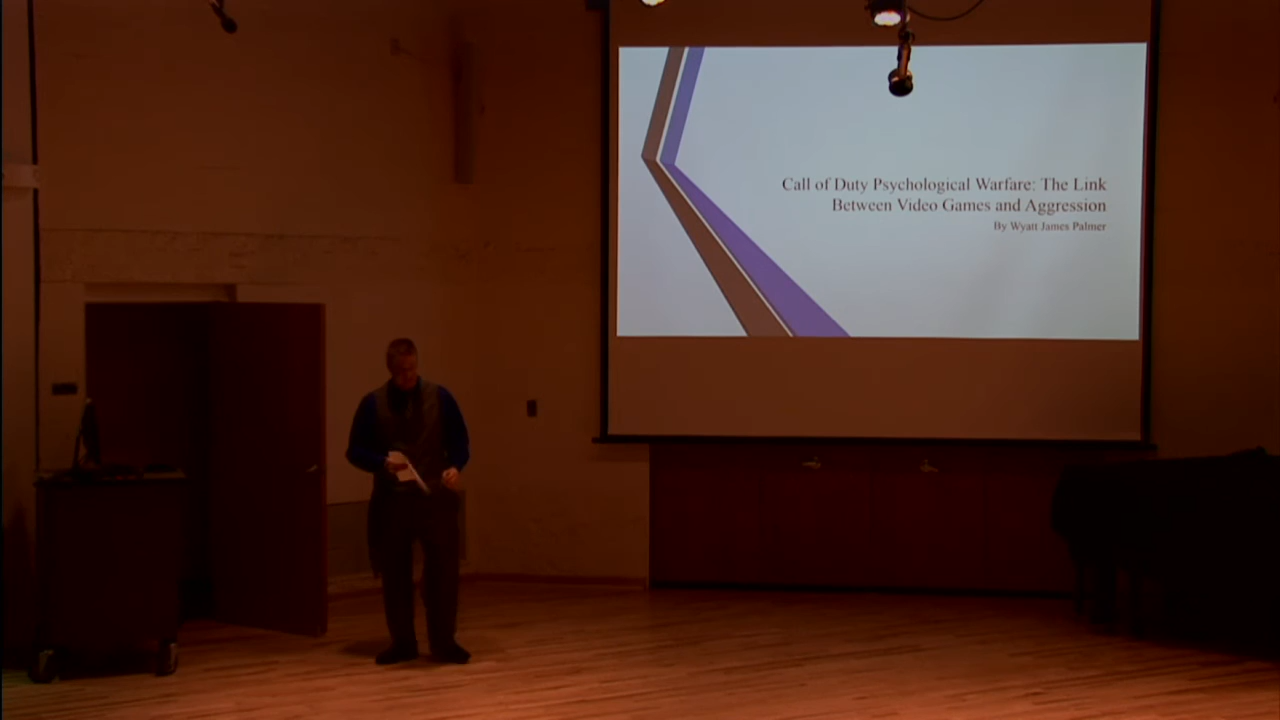 Call of Duty Psychological Warfare: The Link
Between Video Games and Aggression
By Wyatt James Palmer